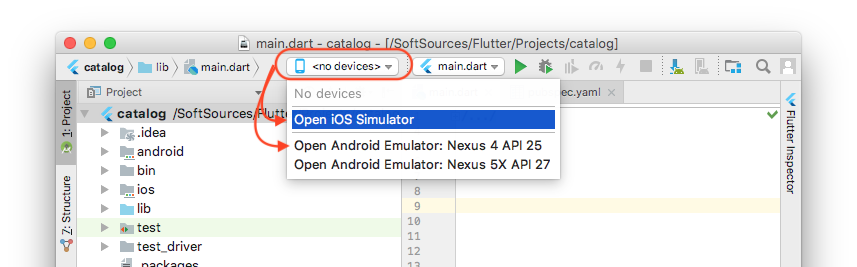 main.dart - catalog - [/SoftSources/Flutter/Projects/catalog]
catalog lib main.dart <no devices> main.dart
1: Project
Project
No devices
Open iOS Simulator
Open Android Emulator: Nexus 4 API 25
Open Android Emulator: Nexus 5X API 27
catalog /SoftSources/Flu
.idea
android
bin
ios
lib
test
test_driver
.packages
Z: Structure
ec.yaml
8
9
10
11
12
13
Flutter Inspector